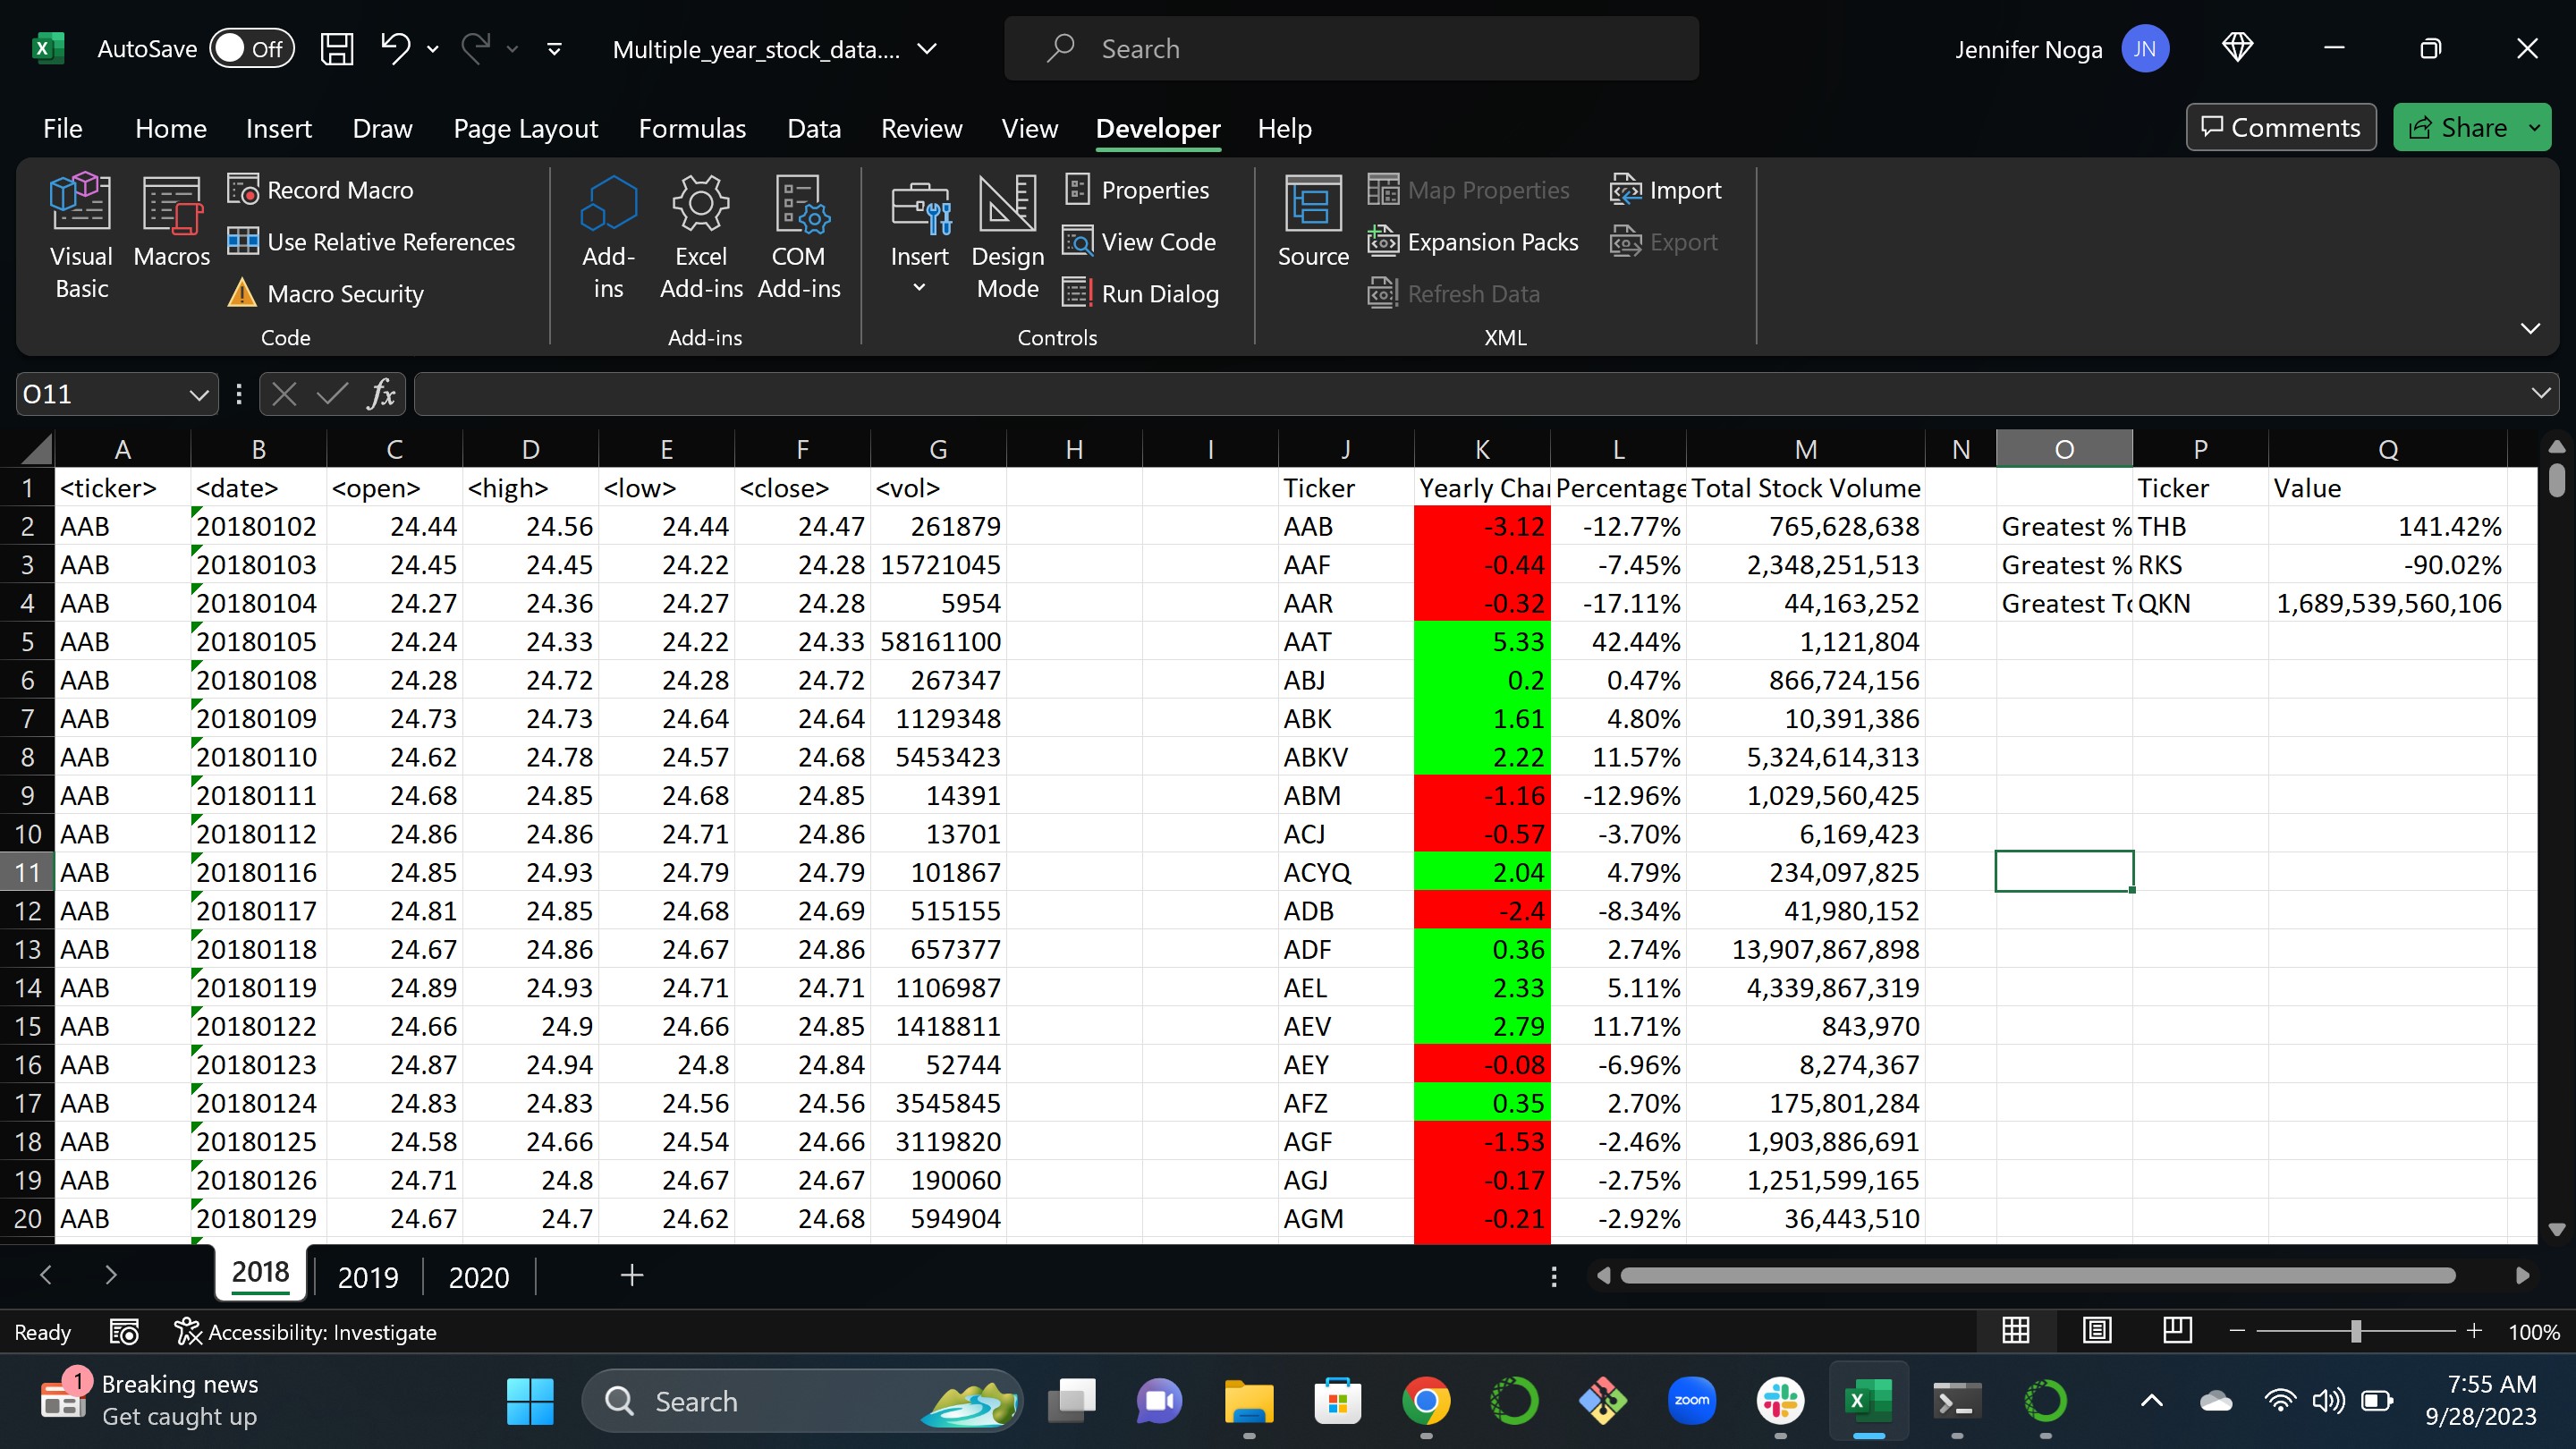 AutoSave Off Multiple_year_stock_data.... Search Jennifer Noga JN
File Home Insert Draw Page Layout Formulas Data Review View Developer Help Comments Share
Visual Basic Macros Record Macro Use Relative References Macro Security Code
Add-ins Excel Add-ins COM Add-ins Add-ins
Insert Design Mode Properties View Code Run Dialog Controls
Source Map Properties Expansion Packs Refresh Data Import Export XML
O11 fx
A B C D E F G H I J K L M N O P Q
1 <ticker> <date> <open> <high> <low> <close> <vol> Ticker Yearly Cha Percentage Total Stock Volume Ticker Value
2 AAB 20180102 24.44 24.56 24.44 24.47 261879 AAB -3.12 -12.77% 765,628,638 Greatest % THB 141.42%
3 AAB 20180103 24.45 24.45 24.22 24.28 15721045 AAF -0.44 -7.45% 2,348,251,513 Greatest % RKS -90.02%
4 AAB 20180104 24.27 24.36 24.27 24.28 5954 AAR -0.32 -17.11% 44,163,252 Greatest To QKN 1,689,539,560,106
5 AAB 20180105 24.24 24.33 24.22 24.33 58161100 AAT 5.33 42.44% 1,121,804
6 AAB 20180108 24.28 24.72 24.28 24.72 267347 ABJ 0.2 0.47% 866,724,156
7 AAB 20180109 24.73 24.73 24.64 24.64 1129348 ABK 1.61 4.80% 10,391,386
8 AAB 20180110 24.62 24.78 24.57 24.68 5453423 ABKV 2.22 11.57% 5,324,614,313
9 AAB 20180111 24.68 24.85 24.68 24.85 14391 ABM -1.16 -12.96% 1,029,560,425
10 AAB 20180112 24.86 24.86 24.71 24.86 13701 ACJ -0.57 -3.70% 6,169,423
11 AAB 20180116 24.85 24.93 24.79 24.79 101867 ACYQ 2.04 4.79% 234,097,825
12 AAB 20180117 24.81 24.85 24.68 24.69 515155 ADB -2.4 -8.34% 41,980,152
13 AAB 20180118 24.67 24.86 24.67 24.86 657377 ADF 0.36 2.74% 13,907,867,898
14 AAB 20180119 24.89 24.93 24.71 24.71 1106987 AEL 2.33 5.11% 4,339,867,319
15 AAB 20180122 24.66 24.9 24.66 24.85 1418811 AEV 2.79 11.71% 843,970
16 AAB 20180123 24.87 24.94 24.8 24.84 52744 AEY -0.08 -6.96% 8,274,367
17 AAB 20180124 24.83 24.83 24.56 24.56 3545845 AFZ 0.35 2.70% 175,801,284
18 AAB 20180125 24.58 24.66 24.54 24.66 3119820 AGF -1.53 -2.46% 1,903,886,691
19 AAB 20180126 24.71 24.8 24.67 24.67 190060 AGJ -0.17 -2.75% 1,251,599,165
20 AAB 20180129 24.67 24.7 24.62 24.68 594904 AGM -0.21 -2.92% 36,443,510
2018 2019 2020
Ready Accessibility: Investigate 100%
1 Breaking news
Get caught up
Search
zoom
7:55 AM
9/28/2023